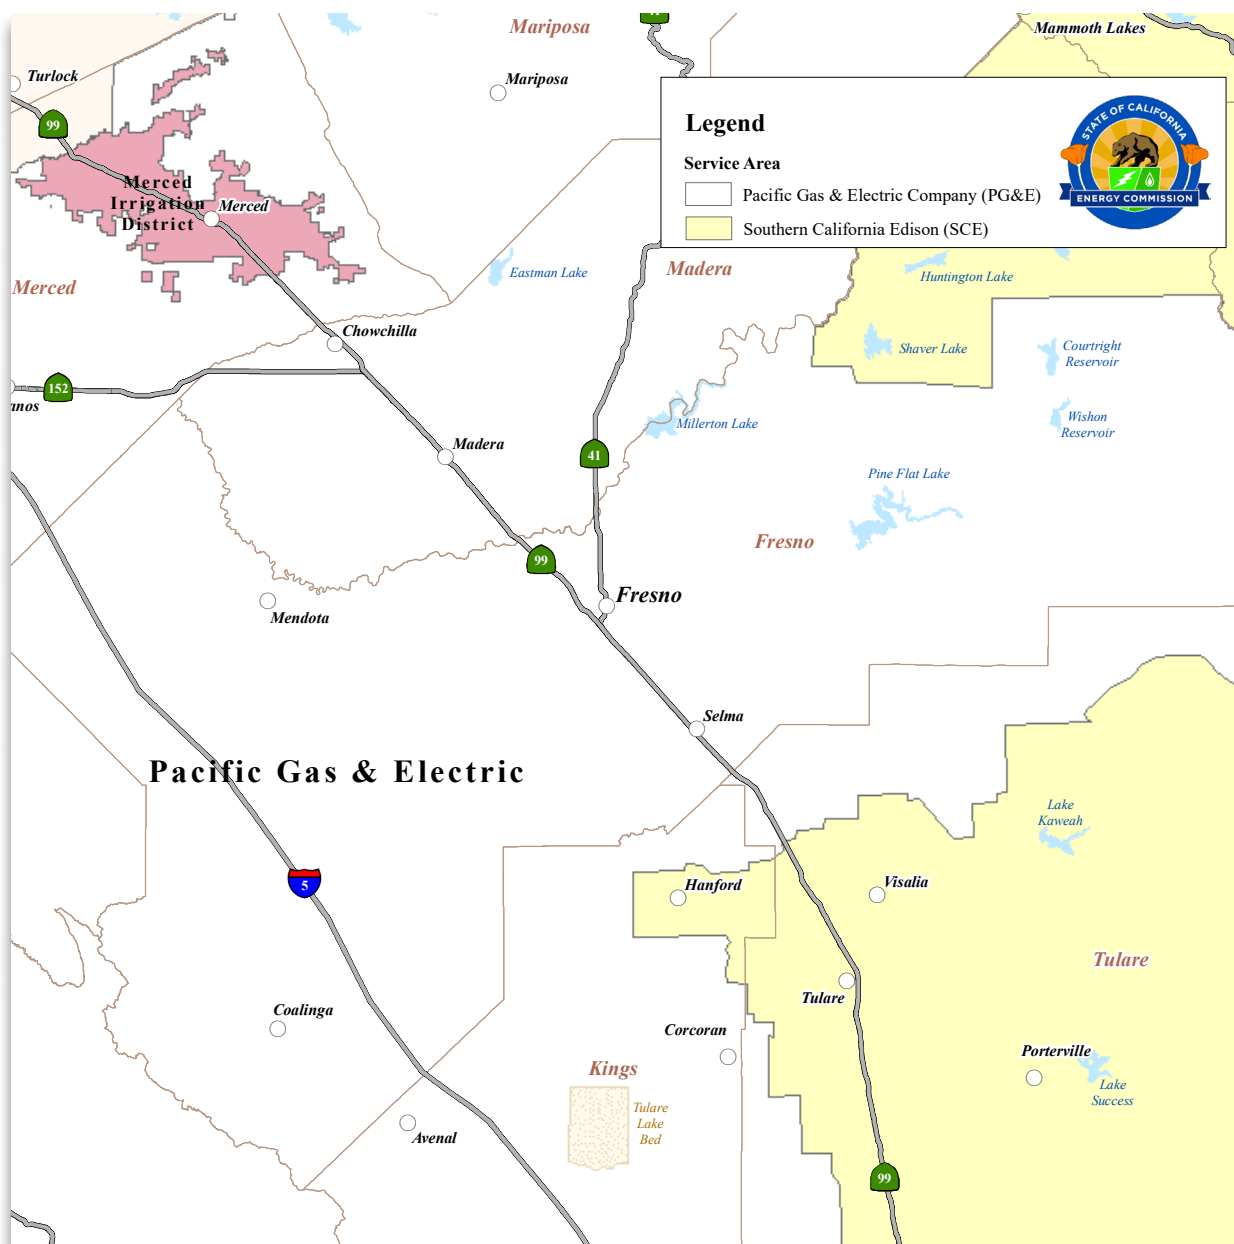 Mariposa
Mammoth Lakes
Turlock
Mariposa
99
Legend
Service Area
Pacific Gas & Electric Company (PG&E)
Southern California Edison (SCE)
STATE OF CALIFORNIA
ENERGY COMMISSION
Merced
Irrigation
District
Merced
Merced
Eastman Lake
Madera
Huntington Lake
Chowchilla
Shaver Lake
Courtright
Reservoir
152
anos
Millerton Lake
Wishon
Reservoir
Madera
41
Pine Flat Lake
Fresno
99
Fresno
Mendota
Selma
Pacific Gas & Electric
Lake
Kaweah
5
Hanford
Visalia
Tulare
Tulare
Coalinga
Corcoran
Porterville
Kings
Lake
Success
Tulare
Lake
Bed
Avenal
99